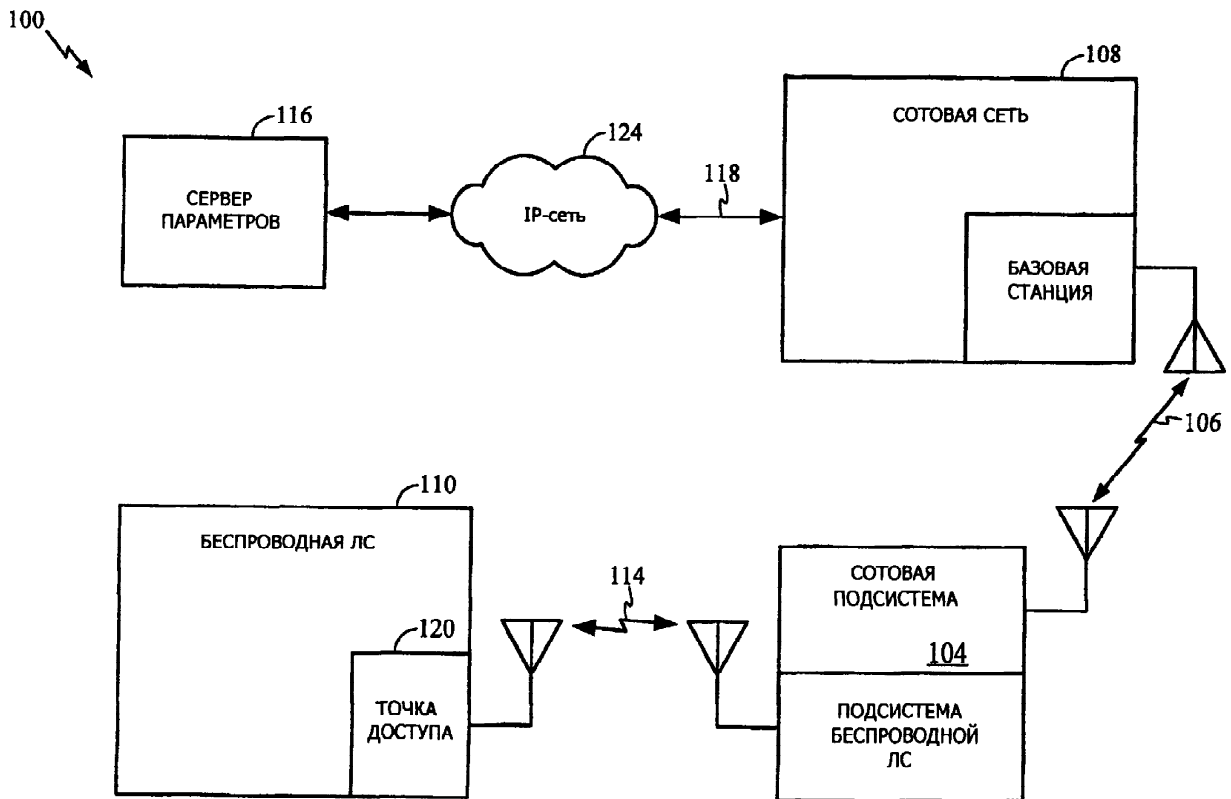 100
116
СЕРВЕР
ПАРАМЕТРОВ
124
IP-сеть
118
108
СОТОВАЯ СЕТЬ
БАЗОВАЯ
СТАНЦИЯ
106
110
БЕСПРОВОДНАЯ ЛС
120
ТОЧКА
ДОСТУПА
114
СОТОВАЯ
ПОДСИСТЕМА
104
ПОДСИСТЕМА
БЕСПРОВОДНОЙ
ЛС